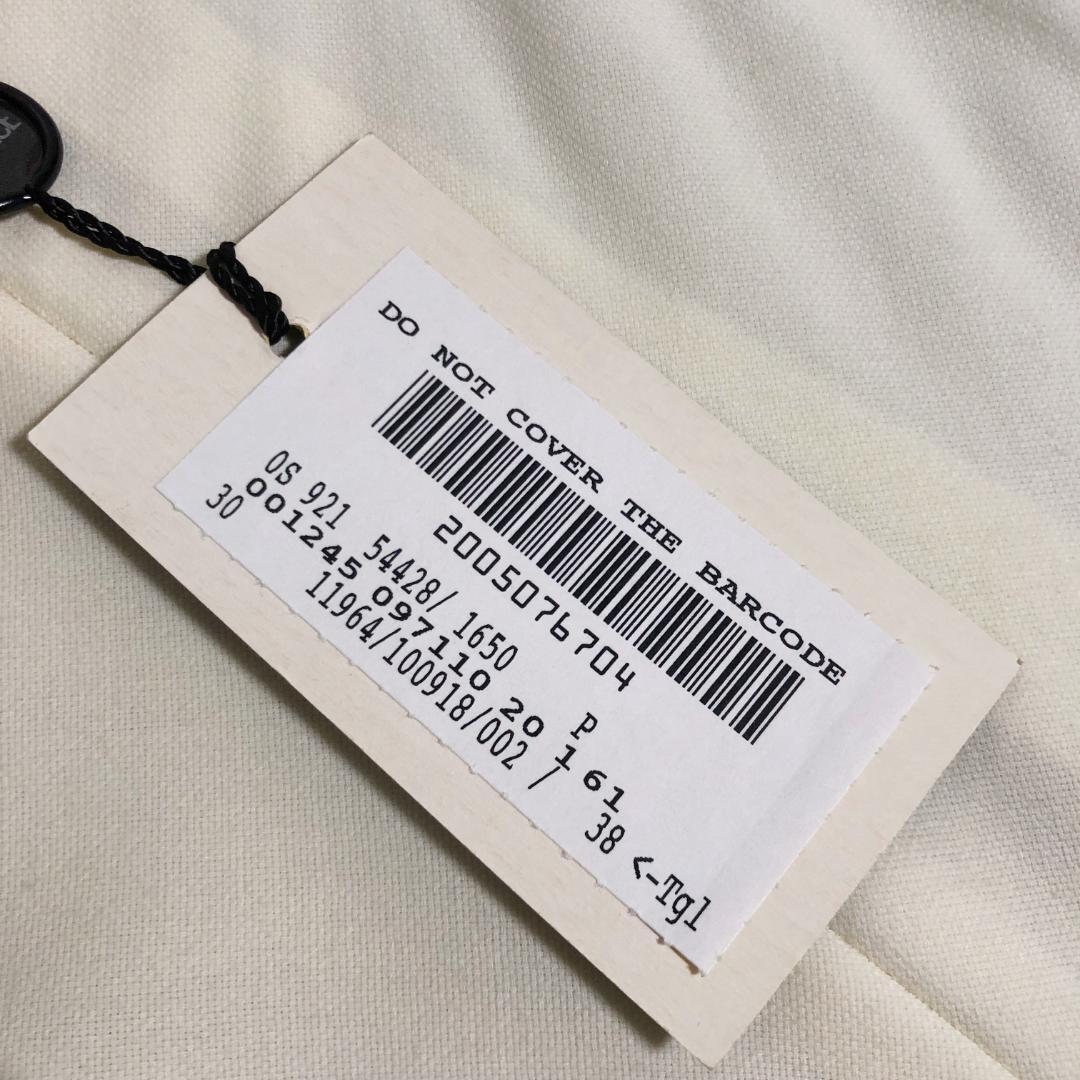 DO NOT COVER THE BARCODE
2005076704
OS 921 54428/ 1650 P
001245 097110 20 161
30 11964/100918/002 / 38 <-Tgl